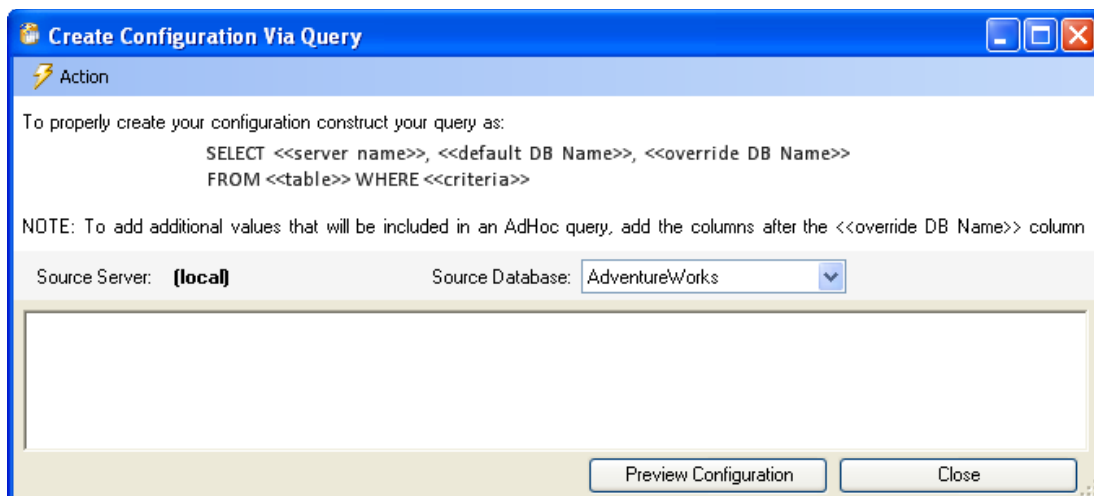 Create Configuration Via Query
Action
To properly create your configuration construct your query as:
SELECT <<server name>>, <<default DB Name>>, <<override DB Name>>
FROM <<table>> WHERE <<criteria>>
NOTE: To add additional values that will be included in an AdHoc query, add the columns after the <<override DB Name>> column
Source Server: (local) Source Database: AdventureWorks
Preview Configuration Close